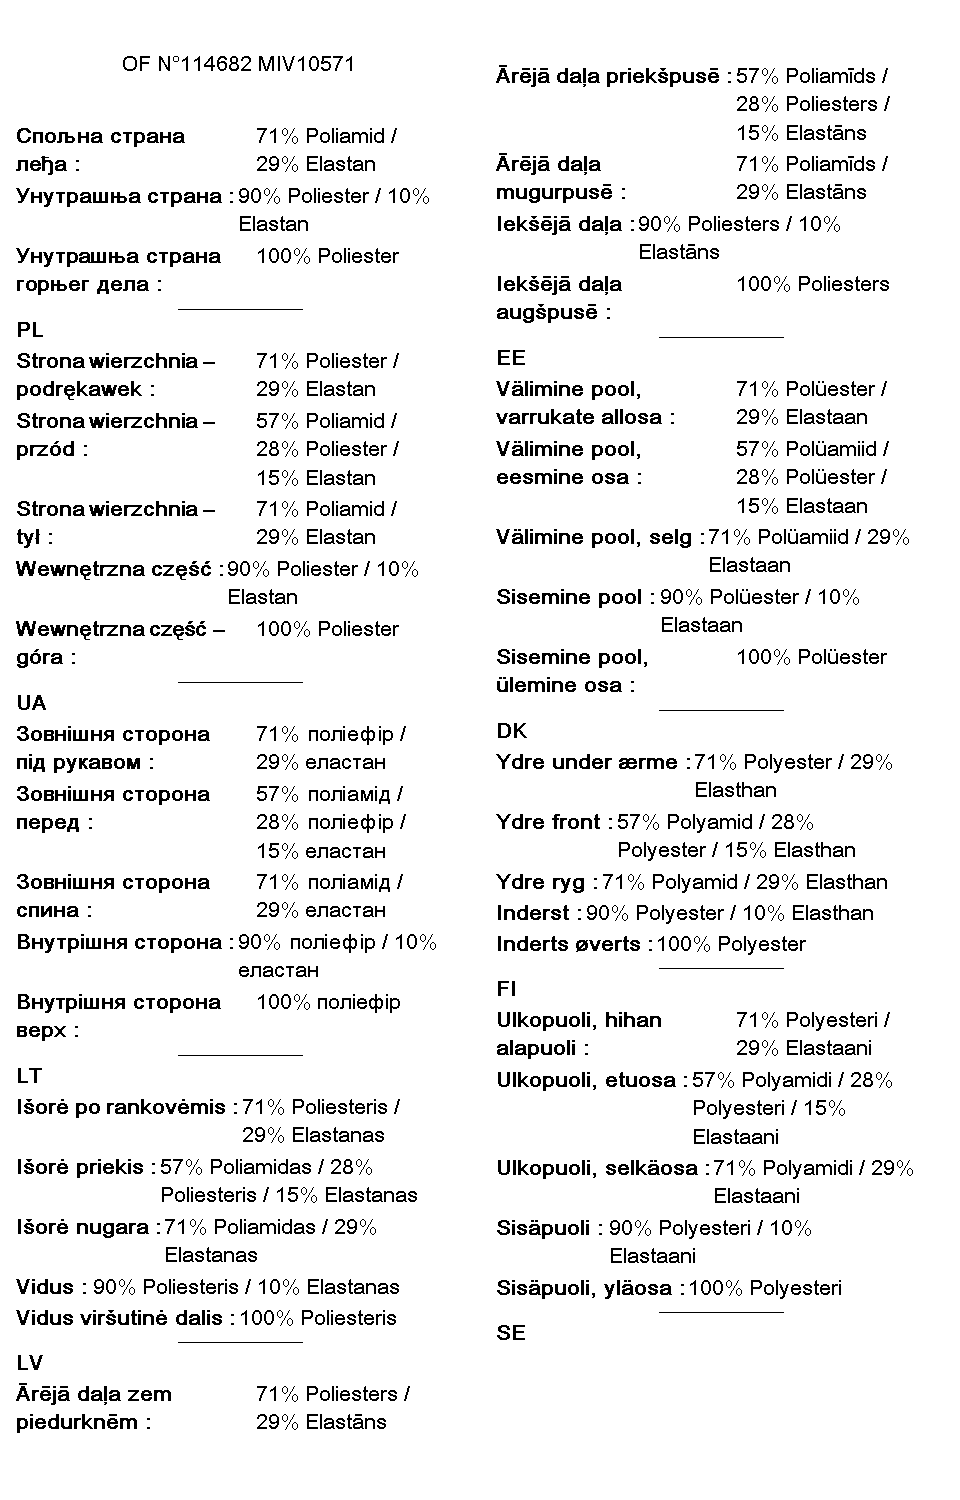 OF N°114682 MIV10571
Спољна страна 71% Poliamid /
леђа : 29% Elastan
Унутрашња страна : 90% Poliester / 10%
Elastan
Унутрашња страна 100% Poliester
горњег дела :
PL
Strona wierzchnia – 71% Poliester /
podrękawek : 29% Elastan
Strona wierzchnia – 57% Poliamid /
przód : 28% Poliester /
15% Elastan
Strona wierzchnia – 71% Poliamid /
tył : 29% Elastan
Wewnętrzna część : 90% Poliester / 10%
Elastan
Wewnętrzna część – 100% Poliester
góra :
UA
Зовнішня сторона 71% поліефір /
під рукавом : 29% еластан
Зовнішня сторона 57% поліамід /
перед : 28% поліефір /
15% еластан
Зовнішня сторона 71% поліамід /
спина : 29% еластан
Внутрішня сторона : 90% поліефір / 10%
еластан
Внутрішня сторона 100% поліефір
верх :
LT
Išorė po rankovėmis : 71% Poliesteris /
29% Elastanas
Išorė priekis : 57% Poliamidas / 28%
Poliesteris / 15% Elastanas
Išorė nugara : 71% Poliamidas / 29%
Elastanas
Vidus : 90% Poliesteris / 10% Elastanas
Vidus viršutinė dalis : 100% Poliesteris
LV
Ārējā daļa zem 71% Poliesters /
piedurknēm : 29% Elastāns
Ārējā daļa priekšpusē : 57% Poliamīds /
28% Poliesters /
15% Elastāns
Ārējā daļa 71% Poliamīds /
mugurpusē : 29% Elastāns
Iekšējā daļa : 90% Poliesters / 10%
Elastāns
Iekšējā daļa 100% Poliesters
augšpusē :
EE
Välimine pool, 71% Polüester /
varrukate allosa : 29% Elastaan
Välimine pool, 57% Polüamiid /
eesmine osa : 28% Polüester /
15% Elastaan
Välimine pool, selg : 71% Polüamiid / 29%
Elastaan
Sisemine pool : 90% Polüester / 10%
Elastaan
Sisemine pool, 100% Polüester
ülemine osa :
DK
Ydre under ærme : 71% Polyester / 29%
Elasthan
Ydre front : 57% Polyamid / 28%
Polyester / 15% Elasthan
Ydre ryg : 71% Polyamid / 29% Elasthan
Inderst : 90% Polyester / 10% Elasthan
Inderts øverts : 100% Polyester
FI
Ulkopuoli, hihan 71% Polyesteri /
alapuoli : 29% Elastaani
Ulkopuoli, etuosa : 57% Polyamidi / 28%
Polyesteri / 15%
Elastaani
Ulkopuoli, selkäosa : 71% Polyamidi / 29%
Elastaani
Sisäpuoli : 90% Polyesteri / 10%
Elastaani
Sisäpuoli, yläosa : 100% Polyesteri
SE